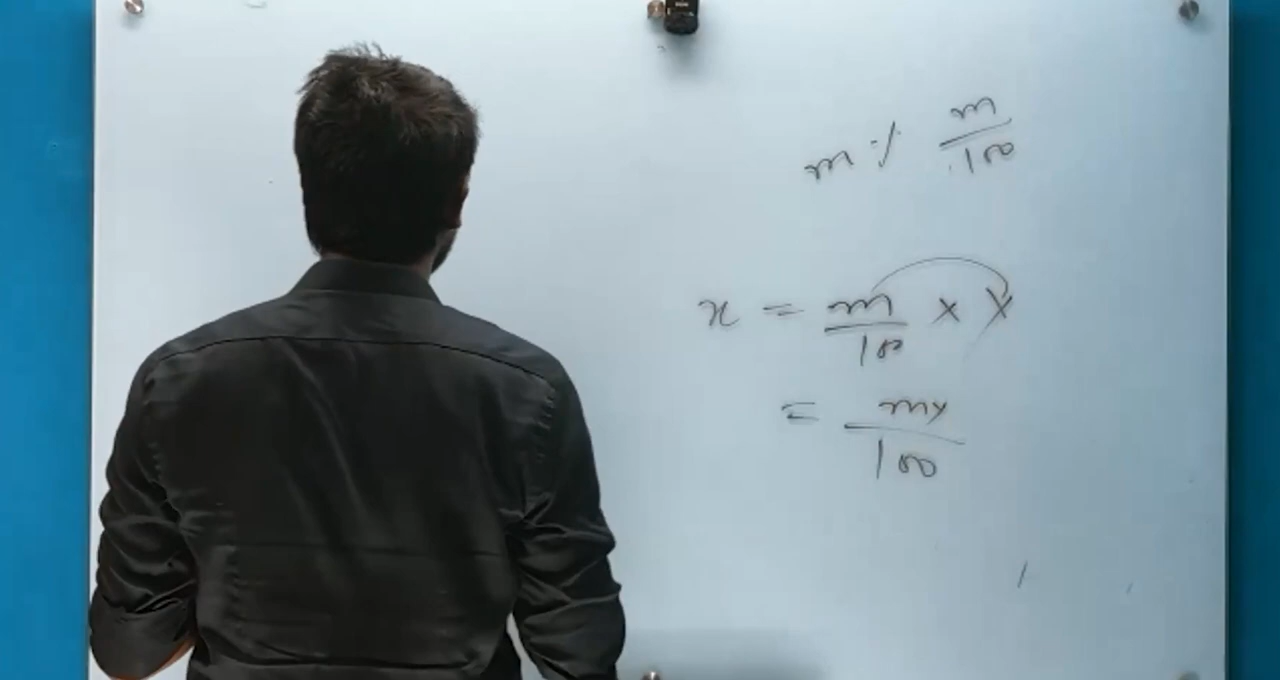 m % m/100
x = m/100 × y
= my/100